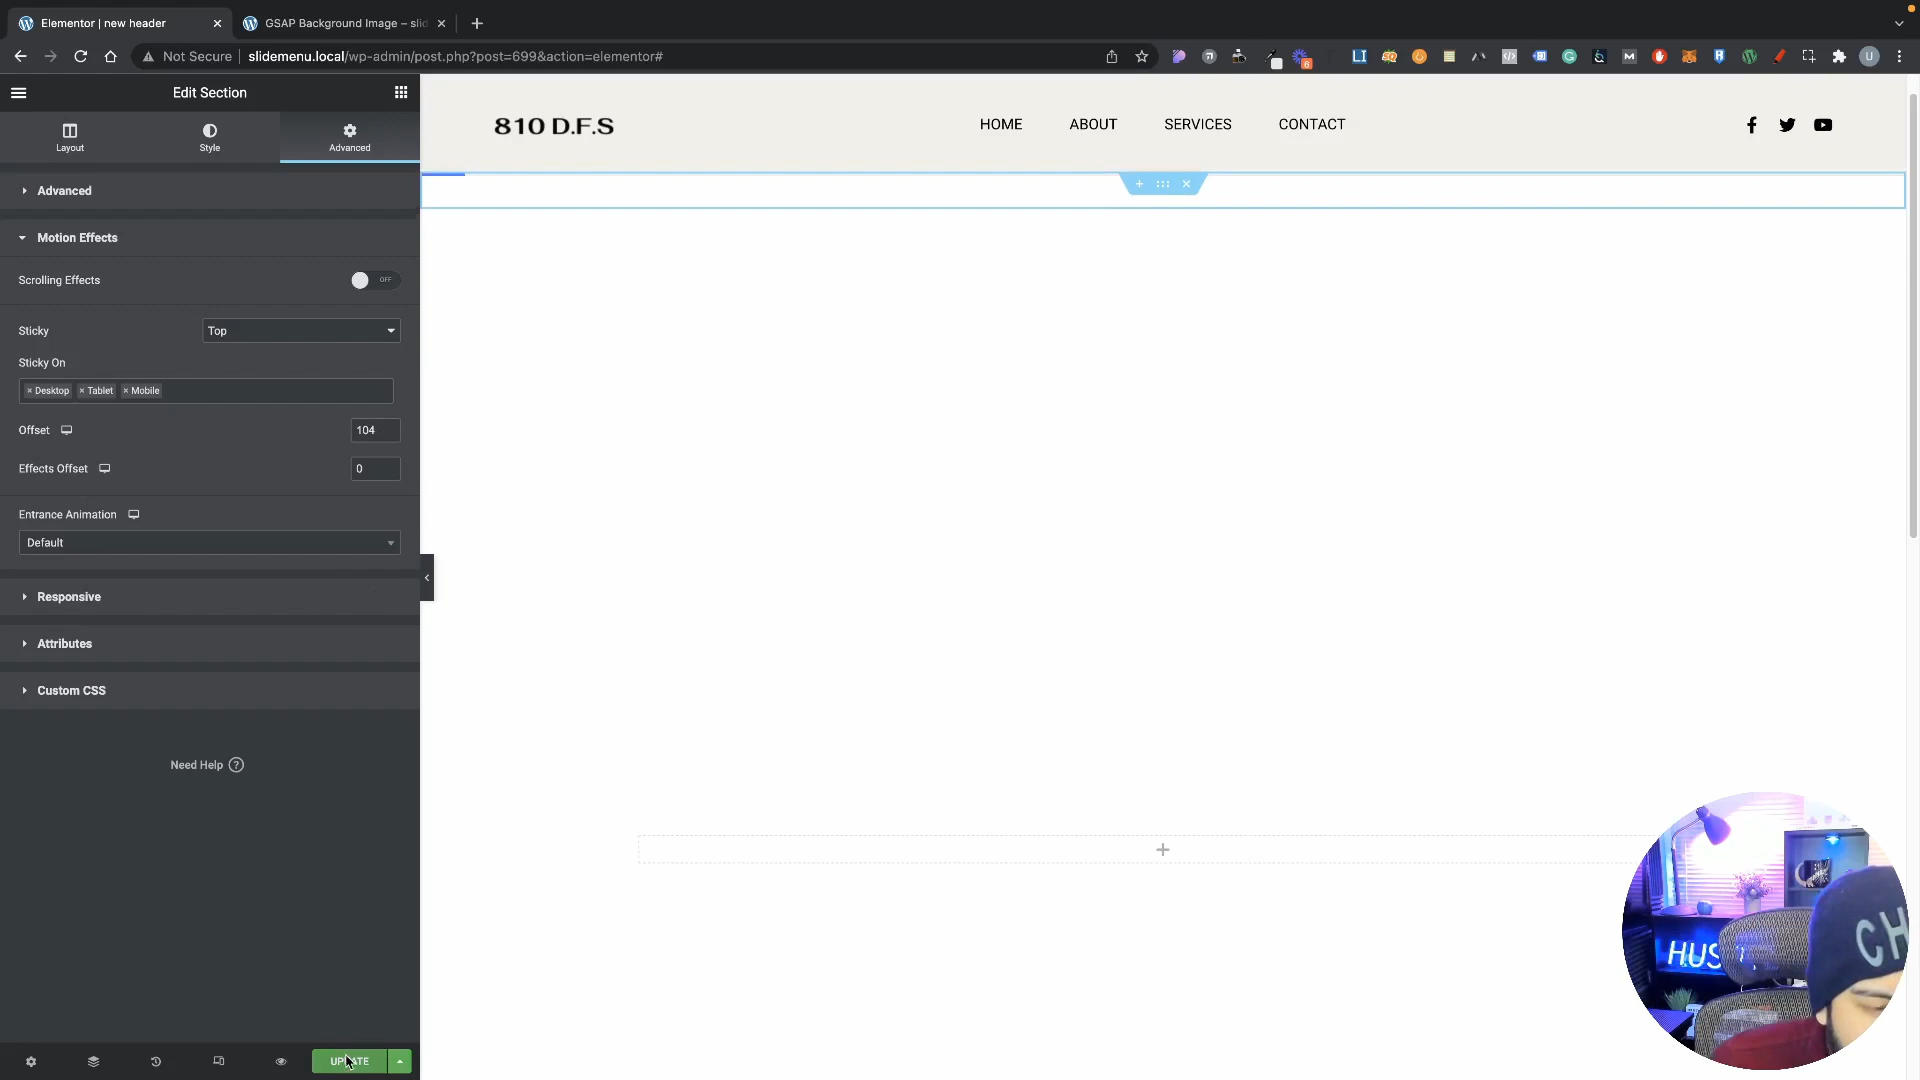 Elementor | new header
GSAP Background Image – slid
Not Secure
slidemenu.local/wp-admin/post.php?post=699&action=elementor#
Edit Section
Layout
Style
Advanced
Advanced
Motion Effects
Scrolling Effects
OFF
Sticky
Top
Sticky On
× Desktop × Tablet × Mobile
Offset
104
Effects Offset
0
Entrance Animation
Default
Responsive
Attributes
Custom CSS
Need Help ?
UPDATE
810 D.F.S
HOME ABOUT SERVICES CONTACT
HUS
CH